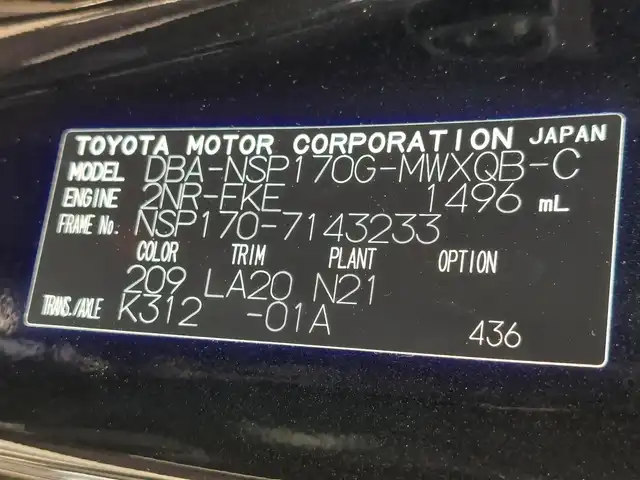 TOYOTA MOTOR CORPORATION JAPAN
MODEL DBA-NSP170G-MWXQB-C
ENGINE 2NR-EKE 1496 mL
FRAME No. NSP170-7143233
COLOR TRIM PLANT OPTION
209 LA20 N21
TRANS./AXLE K312 -01A
436